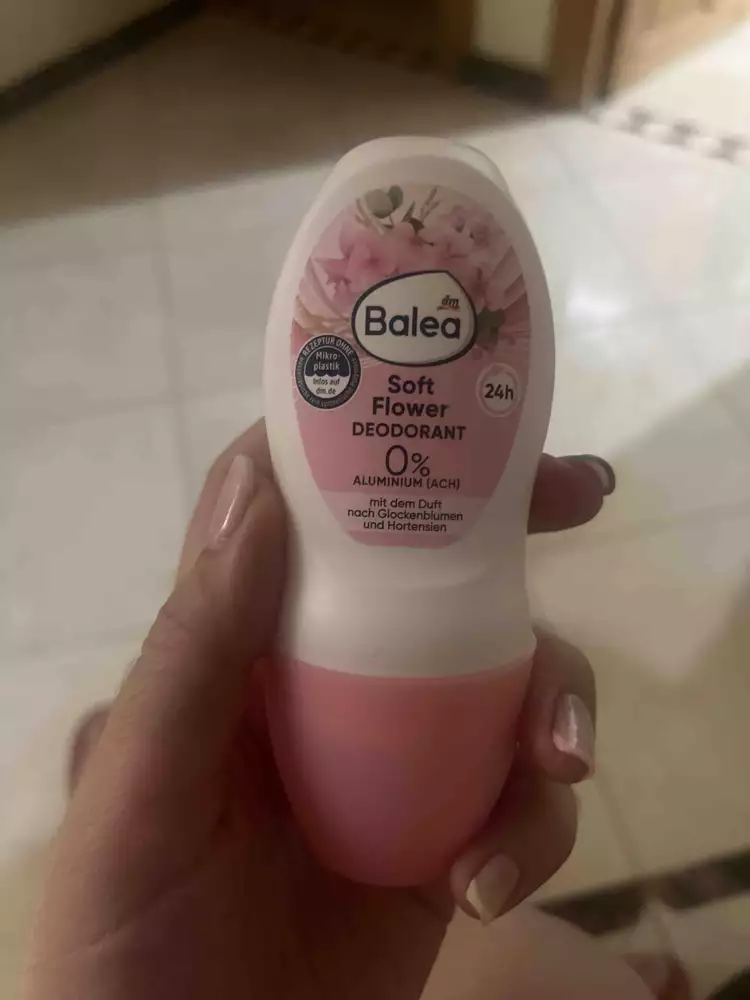 dm
Balea
REZEPTUR OHNE
Mikro-
plastik
Infos auf
dm.de
Soft
Flower
24h
DEODORANT
0%
ALUMINIUM (ACH)
mit dem Duft
nach Glockenblumen
und Hortensien